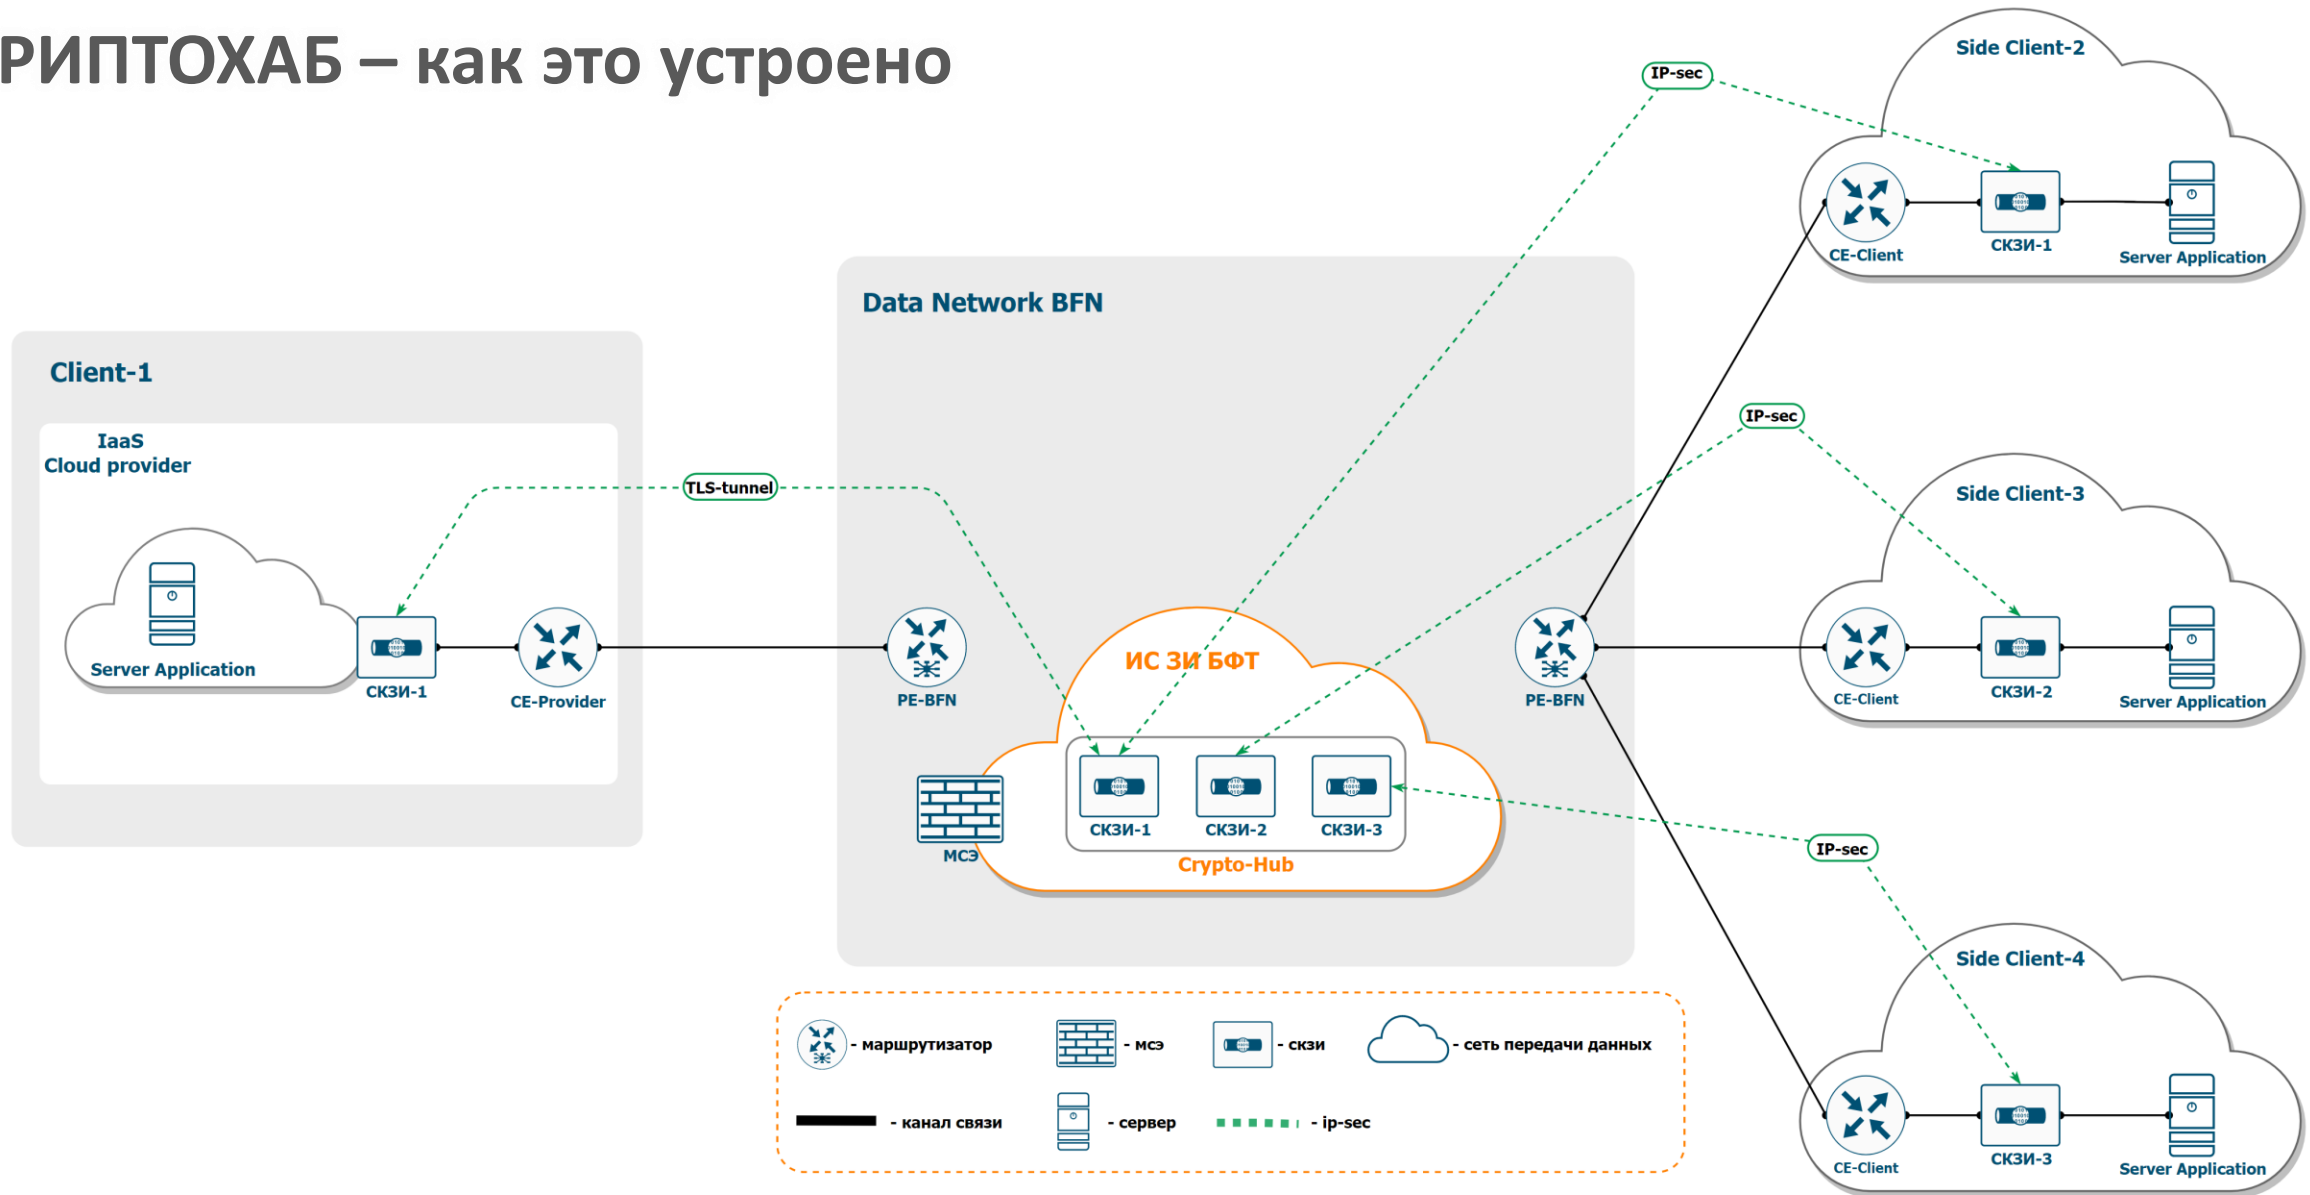 РИПТОХАБ – как это устроено
Side Client-2
IP-sec
CE-Client
СКЗИ-1
Server Application
Data Network BFN
Client-1
IaaS
Cloud provider
TLS-tunnel
IP-sec
Side Client-3
Server Application
СКЗИ-1
CE-Provider
PE-BFN
ИС ЗИ БФТ
PE-BFN
CE-Client
СКЗИ-2
Server Application
МСЭ
СКЗИ-1
СКЗИ-2
СКЗИ-3
Crypto-Hub
IP-sec
Side Client-4
CE-Client
СКЗИ-3
Server Application
- маршрутизатор
- мсэ
- скзи
- сеть передачи данных
- канал связи
- сервер
- ip-sec